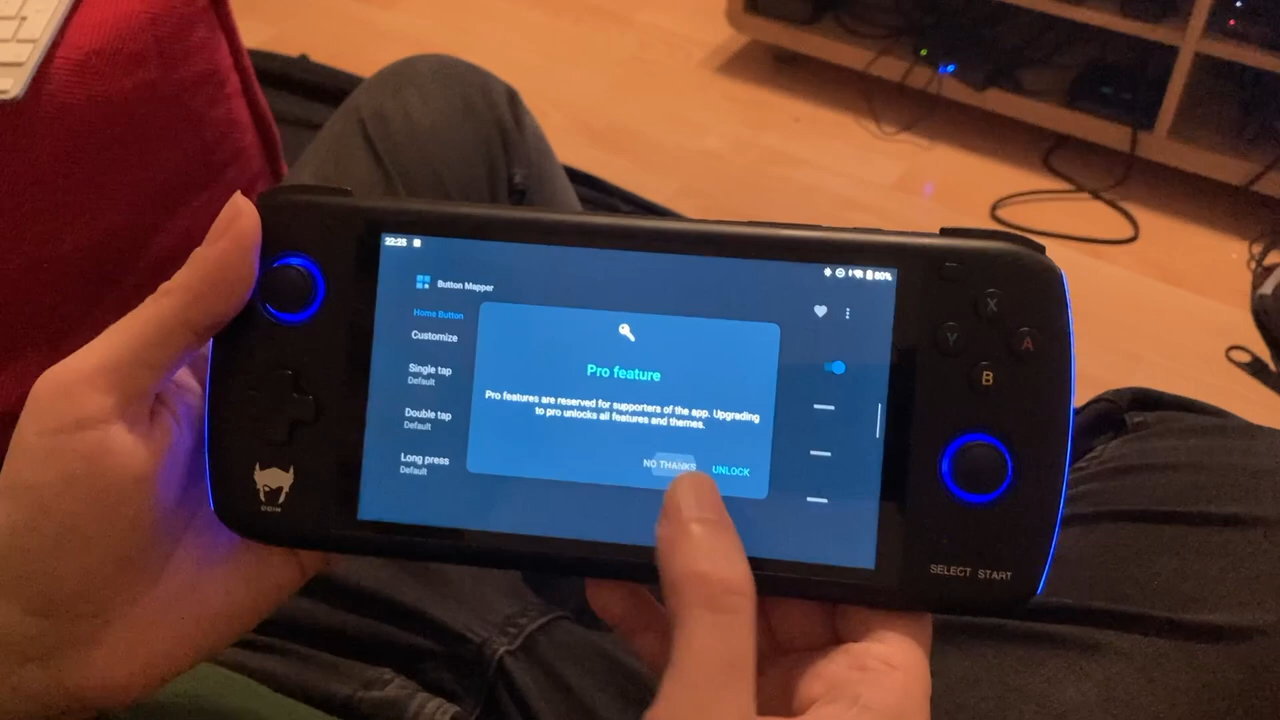 22:25
80%
Button Mapper
Home Button
Customize
Single tap
Default
Double tap
Default
Long press
Default
Pro feature
Pro features are reserved for supporters of the app. Upgrading
to pro unlocks all features and themes.
NO THANKS
UNLOCK
X
Y
A
B
ODIN
SELECT START